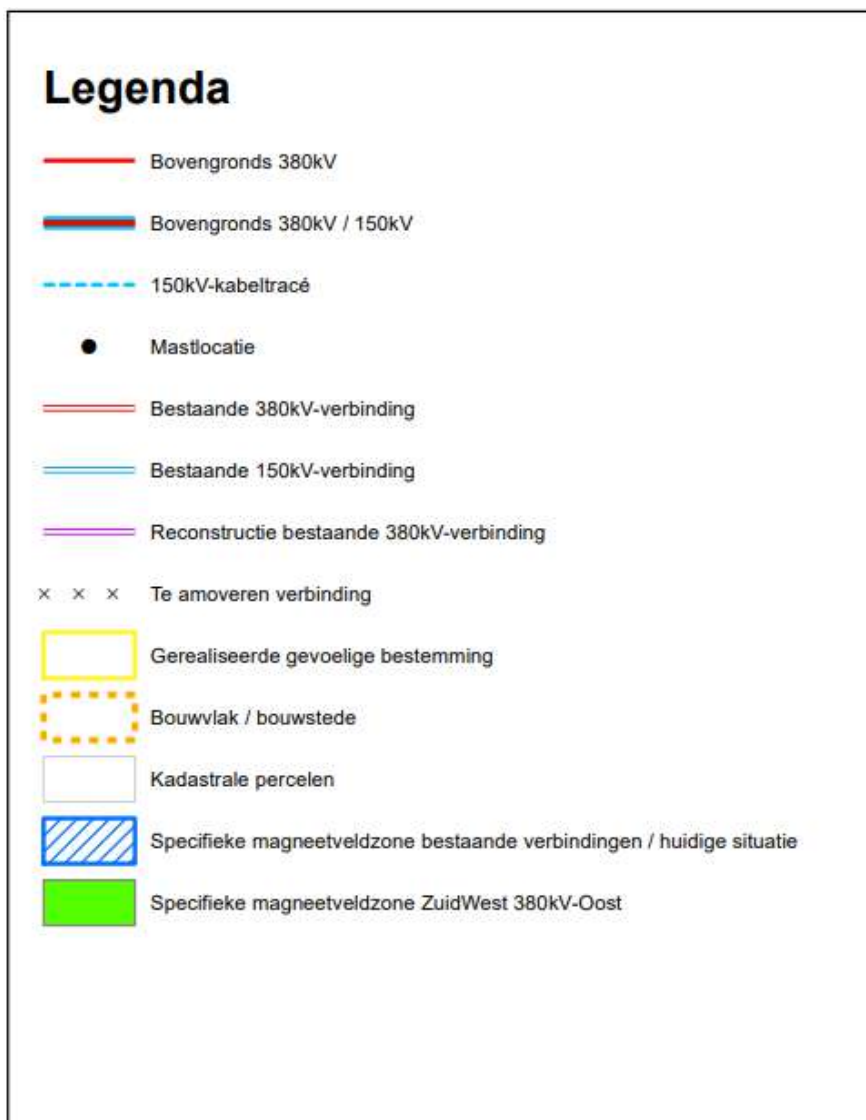 Legenda
Bovengronds 380kV
Bovengronds 380kV / 150kV
150kV-kabeltracé
Mastlocatie
Bestaande 380kV-verbinding
Bestaande 150kV-verbinding
Reconstructie bestaande 380kV-verbinding
Te amoveren verbinding
Gerealiseerde gevoelige bestemming
Bouwvlak / bouwstede
Kadastrale percelen
Specifieke magneetveldzone bestaande verbindingen / huidige situatie
Specifieke magneetveldzone ZuidWest 380kV-Oost